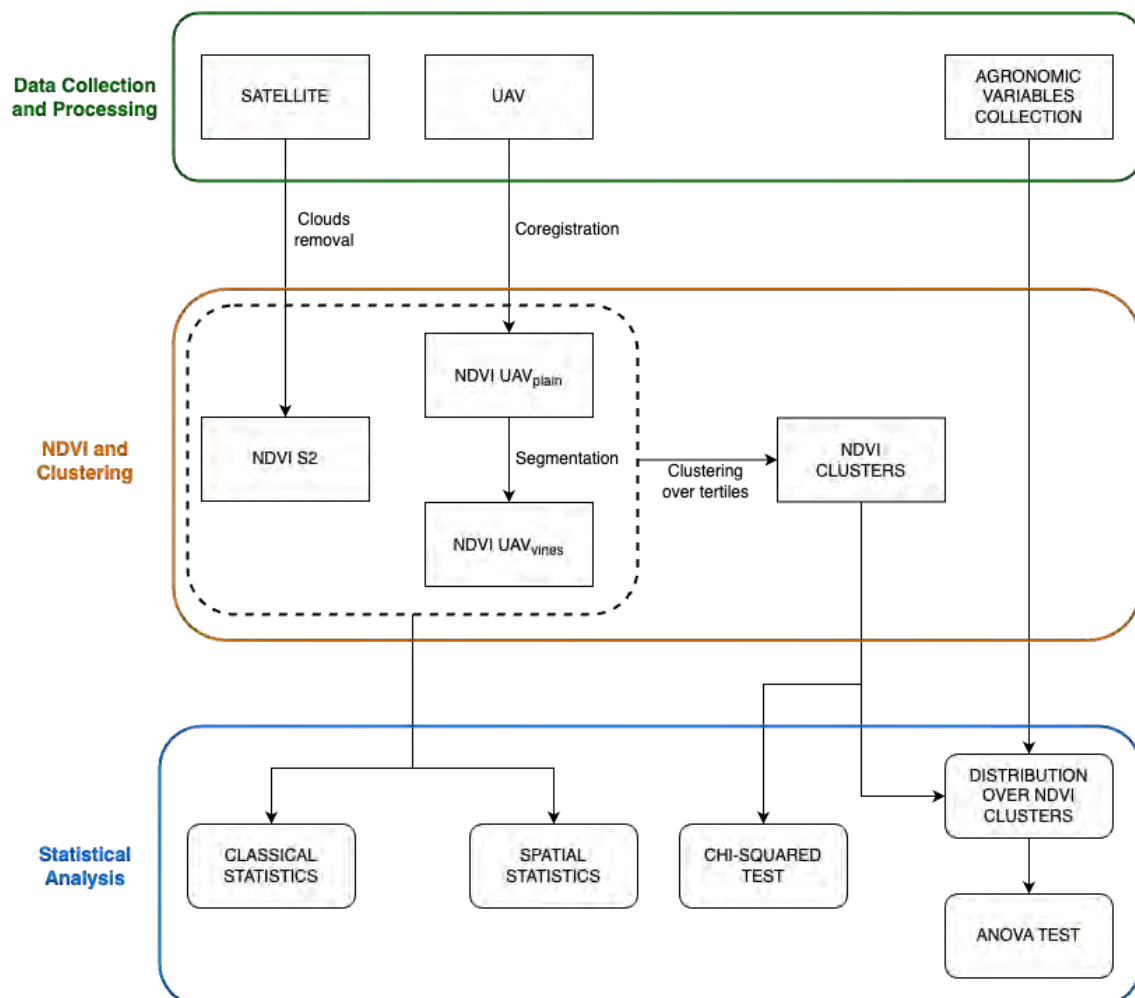 Data Collection
and Processing
SATELLITE
UAV
AGRONOMIC
VARIABLES
COLLECTION
Clouds
removal
Coregistration
NDVI and
Clustering
NDVI S2
NDVI UAVplain
Segmentation
NDVI UAVvines
Clustering
over tertiles
NDVI
CLUSTERS
Statistical
Analysis
CLASSICAL
STATISTICS
SPATIAL
STATISTICS
CHI-SQUARED
TEST
DISTRIBUTION
OVER NDVI
CLUSTERS
ANOVA TEST